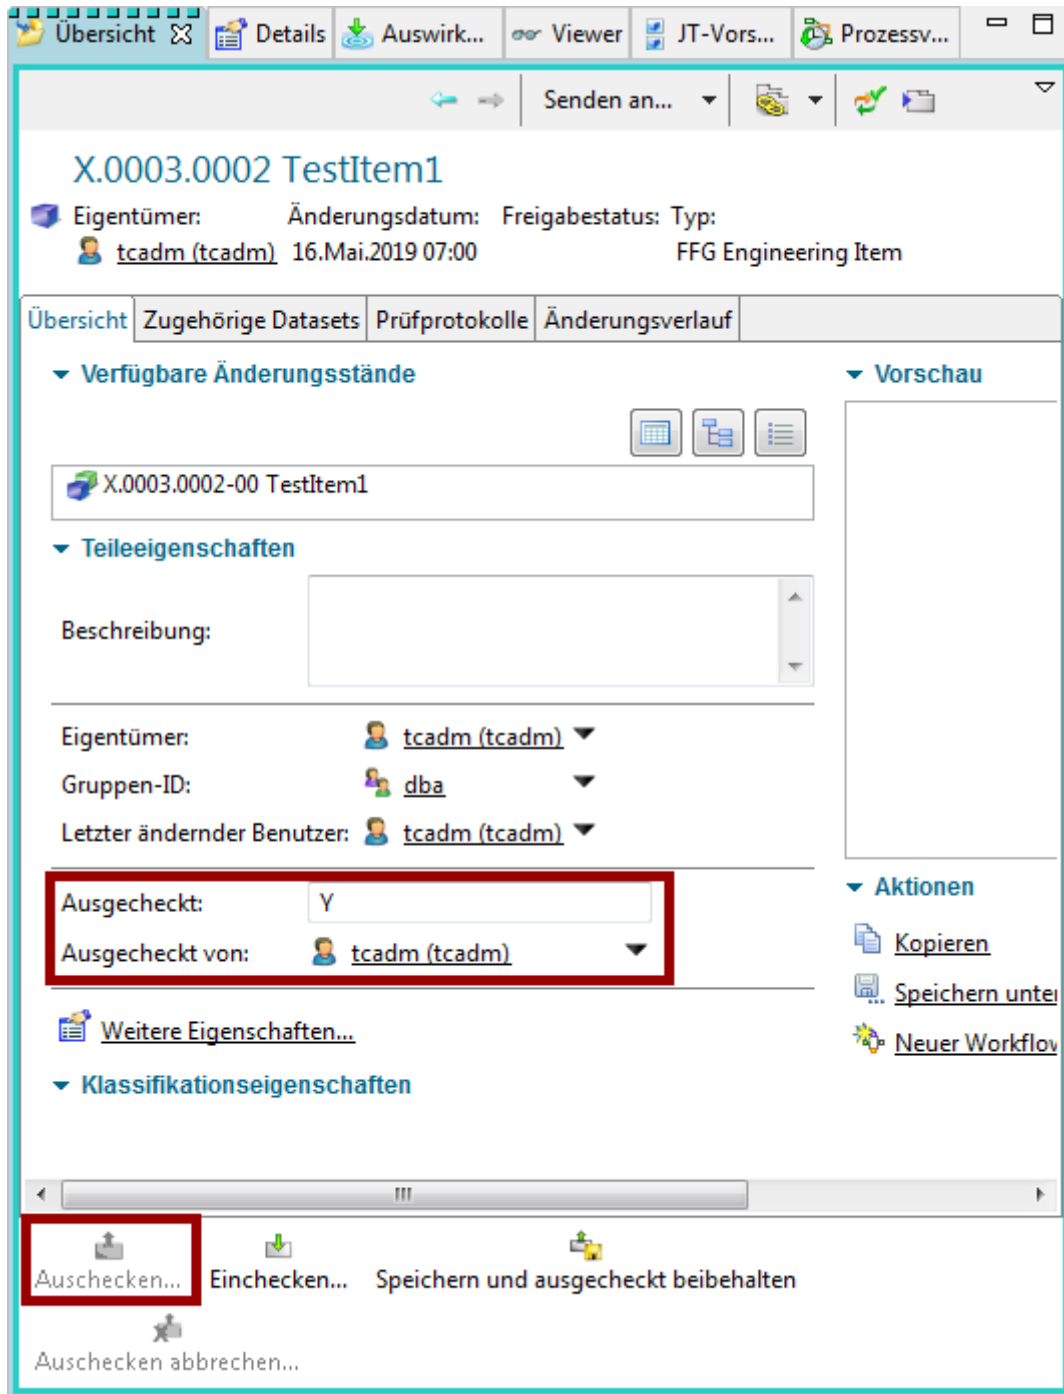 Übersicht Details Auswirk... Viewer JT-Vors... Prozessv...
Senden an...
X.0003.0002 TestItem1
Eigentümer: Änderungsdatum: Freigabestatus: Typ:
tcadm (tcadm) 16.Mai.2019 07:00 FFG Engineering Item
Übersicht Zugehörige Datasets Prüfprotokolle Änderungsverlauf
Verfügbare Änderungsstände
Vorschau
X.0003.0002-00 TestItem1
Teileeigenschaften
Beschreibung:
Eigentümer: tcadm (tcadm)
Gruppen-ID: dba
Letzter ändernder Benutzer: tcadm (tcadm)
Ausgecheckt: Y
Ausgecheckt von: tcadm (tcadm)
Aktionen
Kopieren
Speichern unter
Neuer Workflow
Weitere Eigenschaften...
Klassifikationseigenschaften
Auschecken... Einchecken... Speichern und ausgecheckt beibehalten
Auschecken abbrechen...